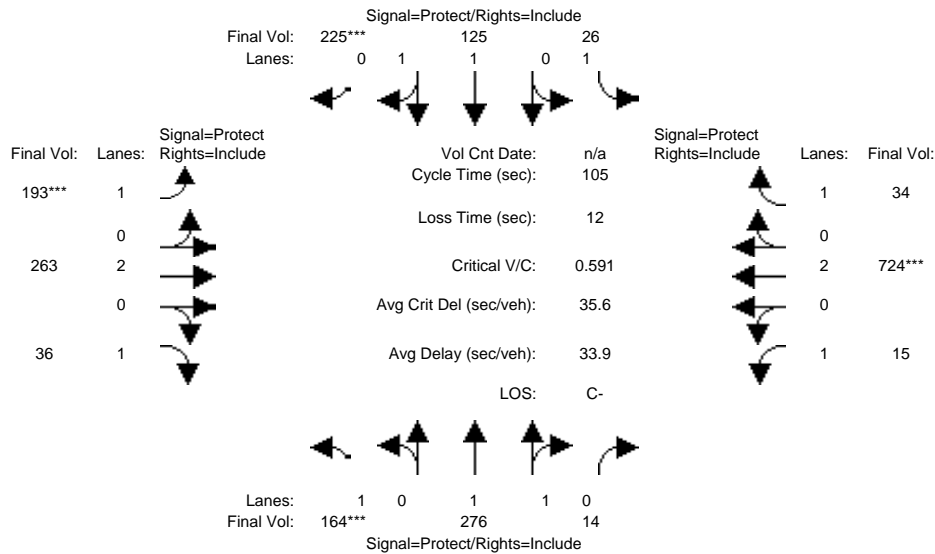 Signal=Protect/Rights=Include
Final Vol: 225*** 125 26
Lanes: 0 1 1 0 1
Signal=Protect
Final Vol: Lanes: Rights=Include
Vol Cnt Date: n/a
Signal=Protect
Rights=Include Lanes: Final Vol:
Cycle Time (sec): 105
193*** 1
1 34
Loss Time (sec): 12
0
0
263 2
Critical V/C: 0.591
2 724***
0
Avg Crit Del (sec/veh): 35.6
0
36 1
Avg Delay (sec/veh): 33.9
1 15
LOS: C-
Lanes: 1 0 1 1 0
Final Vol: 164*** 276 14
Signal=Protect/Rights=Include